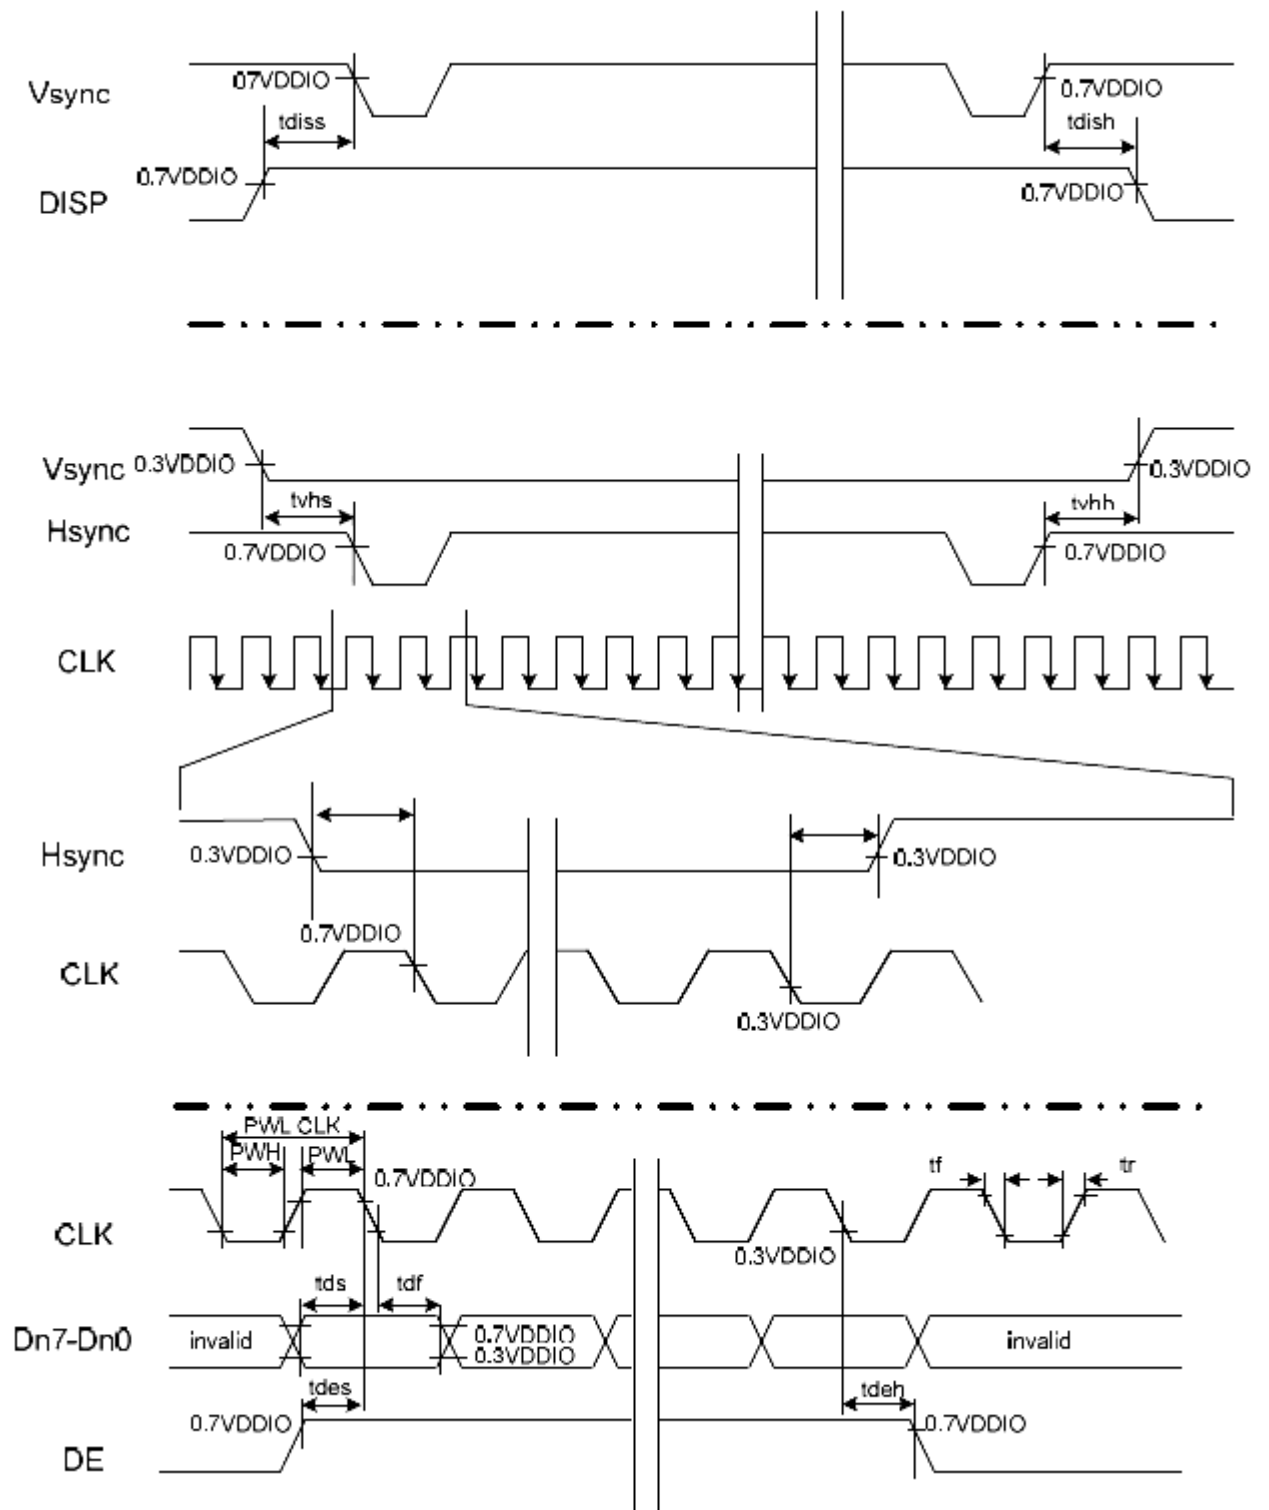 07VDDIO
0.7VDDIO
Vsync
tdiss
tdish
0.7VDDIO
0.7VDDIO
DISP
Vsync
0.3VDDIO
0.3VDDIO
tvhs
tvhh
Hsync
0.7VDDIO
0.7VDDIO
CLK
Hsync
0.3VDDIO
0.3VDDIO
0.7VDDIO
CLK
0.3VDDIO
PWL CLK
PWH
PWL
0.7VDDIO
tf
tr
CLK
0.3VDDIO
tds
tdf
Dn7-Dn0
invalid
0.7VDDIO
0.3VDDIO
invalid
tdes
tdeh
0.7VDDIO
0.7VDDIO
DE